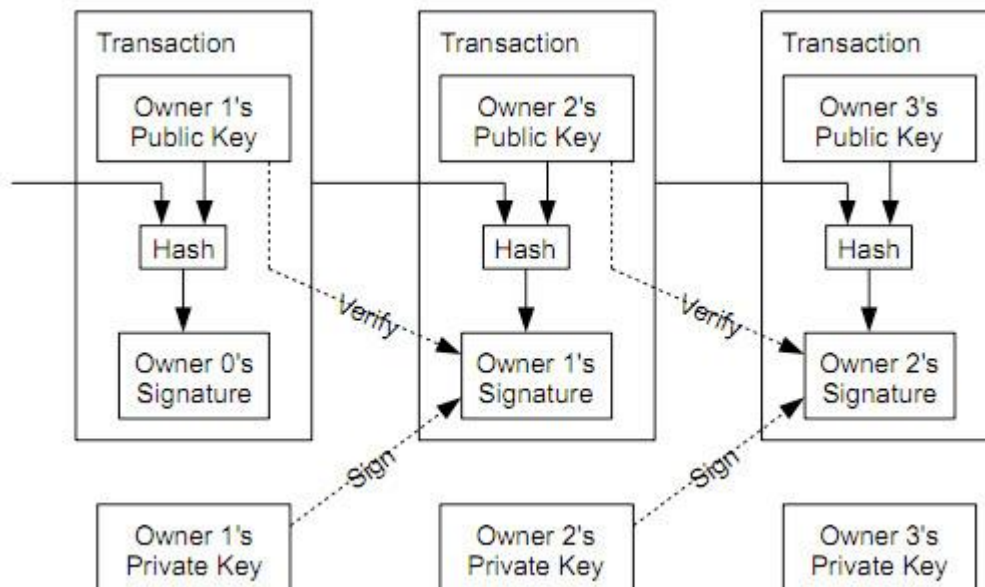 Transaction
Owner 1's
Public Key
Hash
Owner 0's
Signature
Transaction
Owner 2's
Public Key
Hash
Verify
Owner 1's
Signature
Transaction
Owner 3's
Public Key
Hash
Verify
Owner 2's
Signature
Sign
Sign
Owner 1's
Private Key
Owner 2's
Private Key
Owner 3's
Private Key